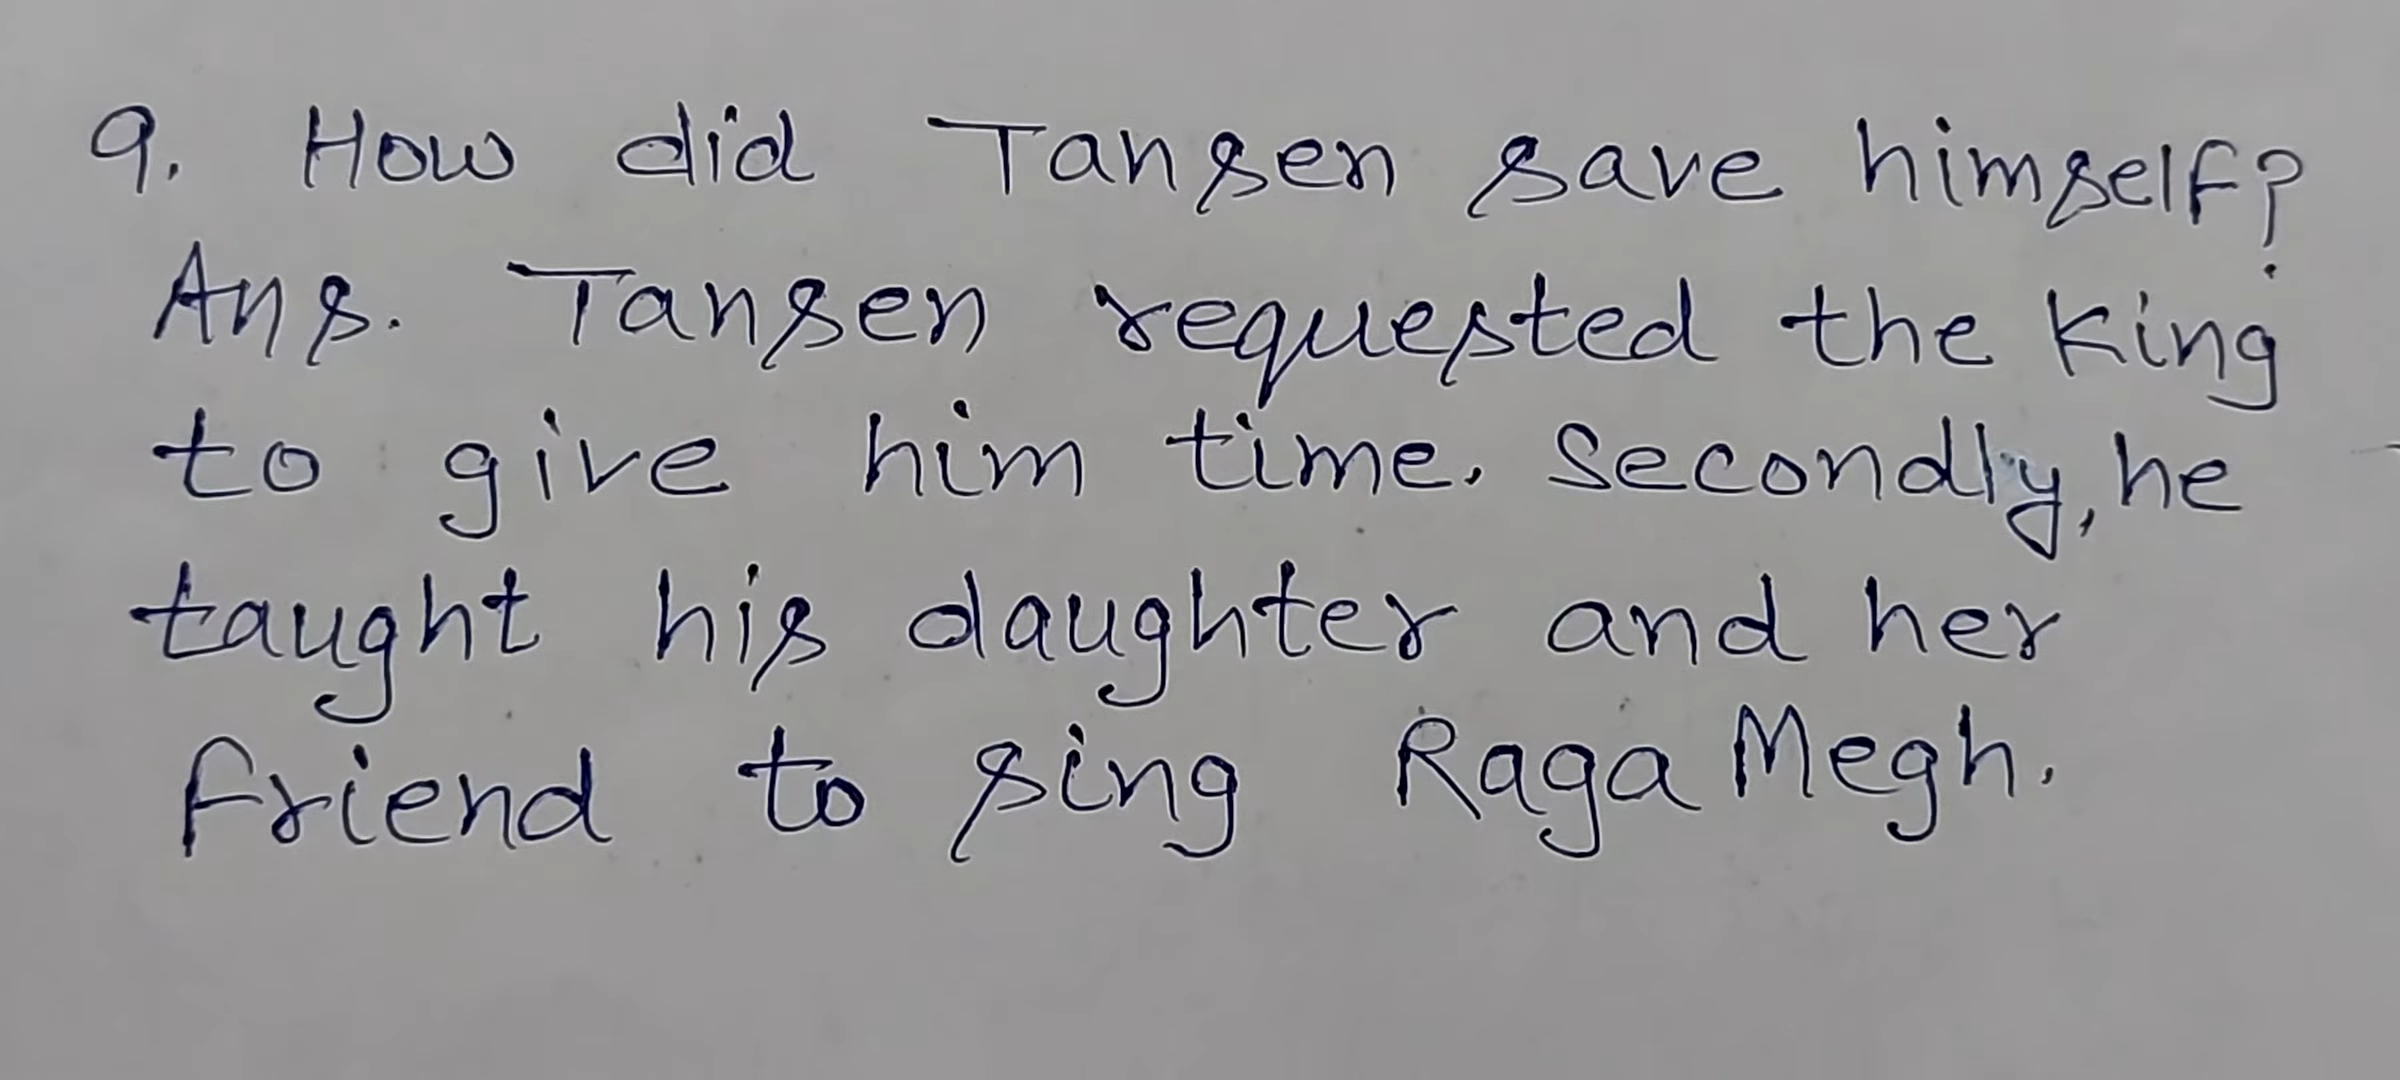 9. How did Tansen save himself?
Ans. Tansen requested the King
to give him time. Secondly, he
taught his daughter and her
friend to sing Raga Megh.